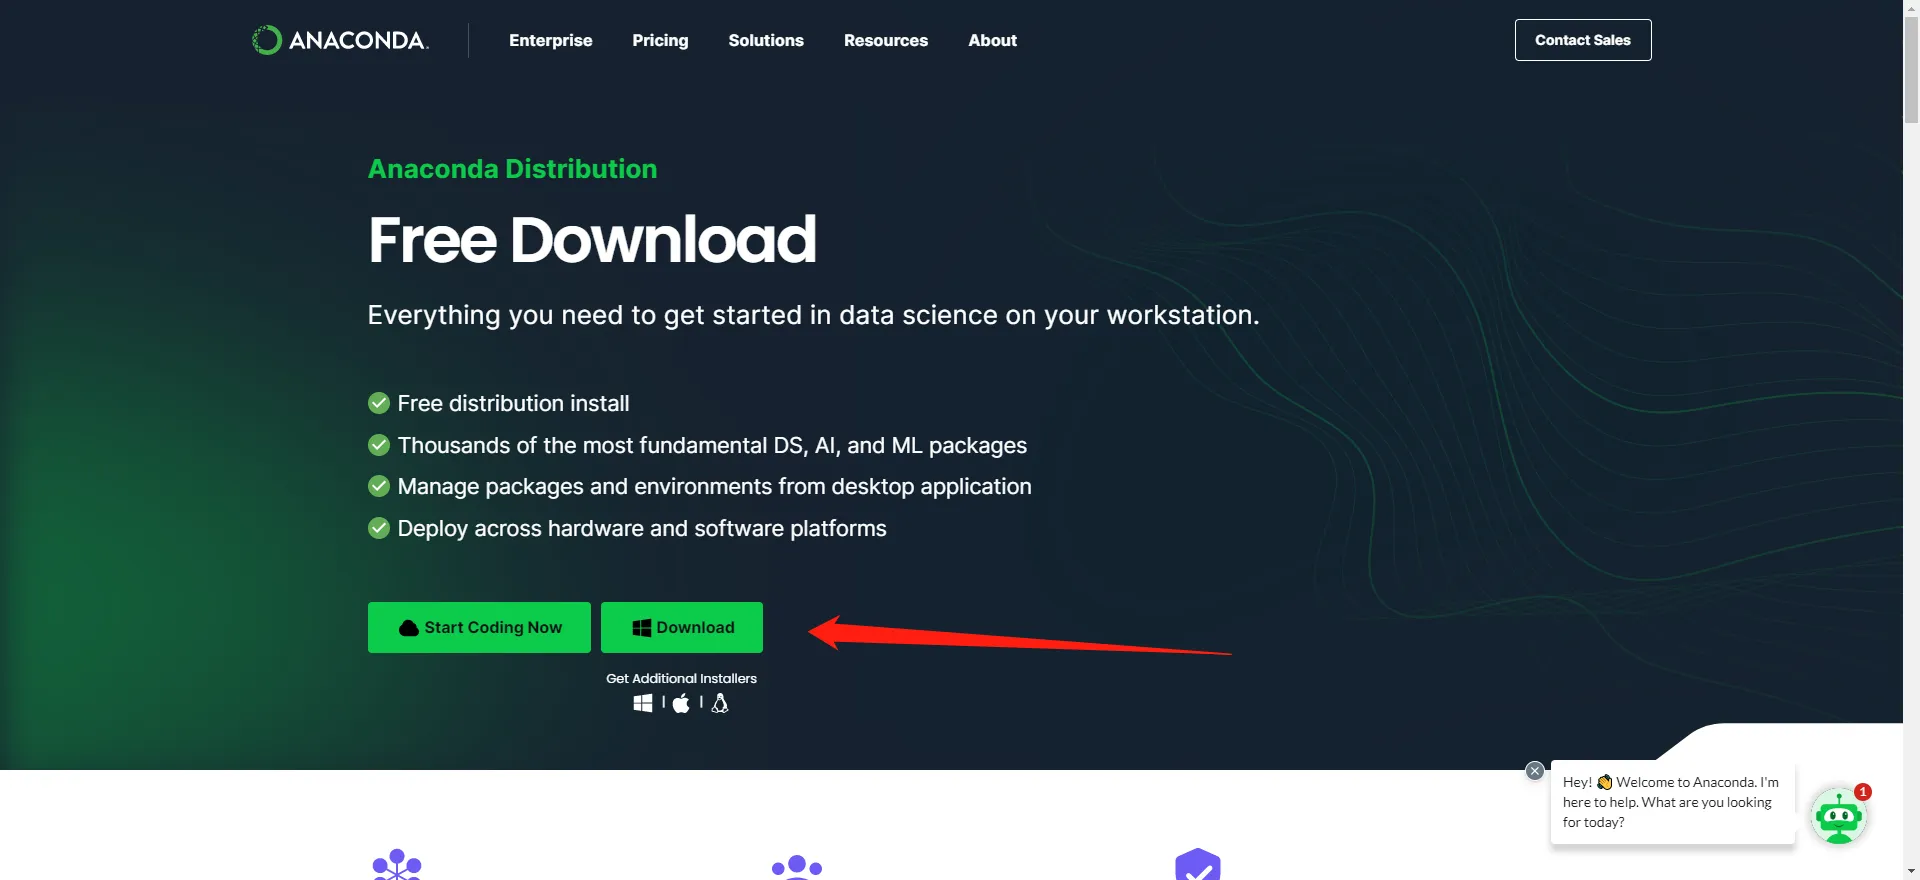 ANACONDA.
Enterprise
Pricing
Solutions
Resources
About
Contact Sales
Anaconda Distribution
Free Download
Everything you need to get started in data science on your workstation.
Free distribution install
Thousands of the most fundamental DS, AI, and ML packages
Manage packages and environments from desktop application
Deploy across hardware and software platforms
Start Coding Now
Download
Get Additional Installers
Hey! 👋 Welcome to Anaconda. I'm
here to help. What are you looking
for today?
1